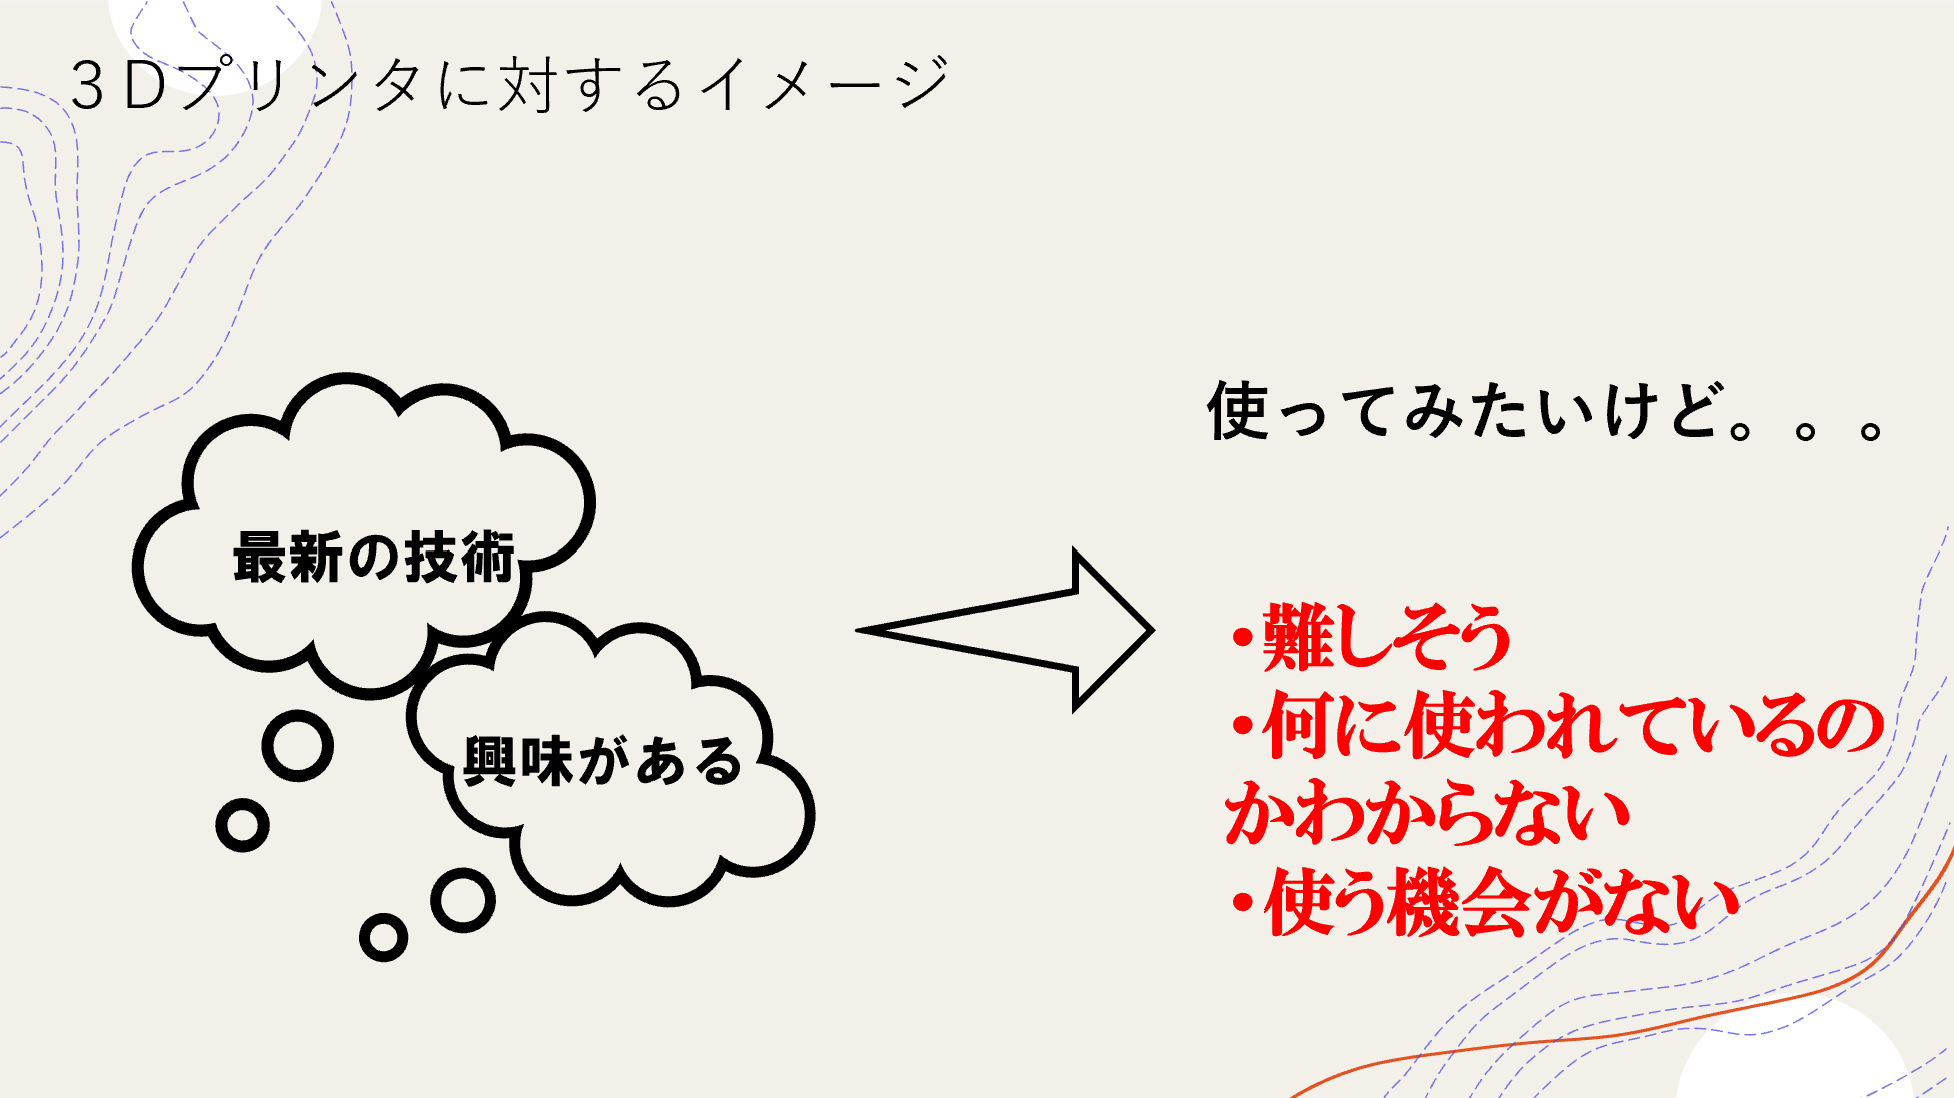 ３Dプリンタに対するイメージ
最新の技術
興味がある
使ってみたいけど。。。
・難しそう
・何に使われているの
かわからない
・使う機会がない